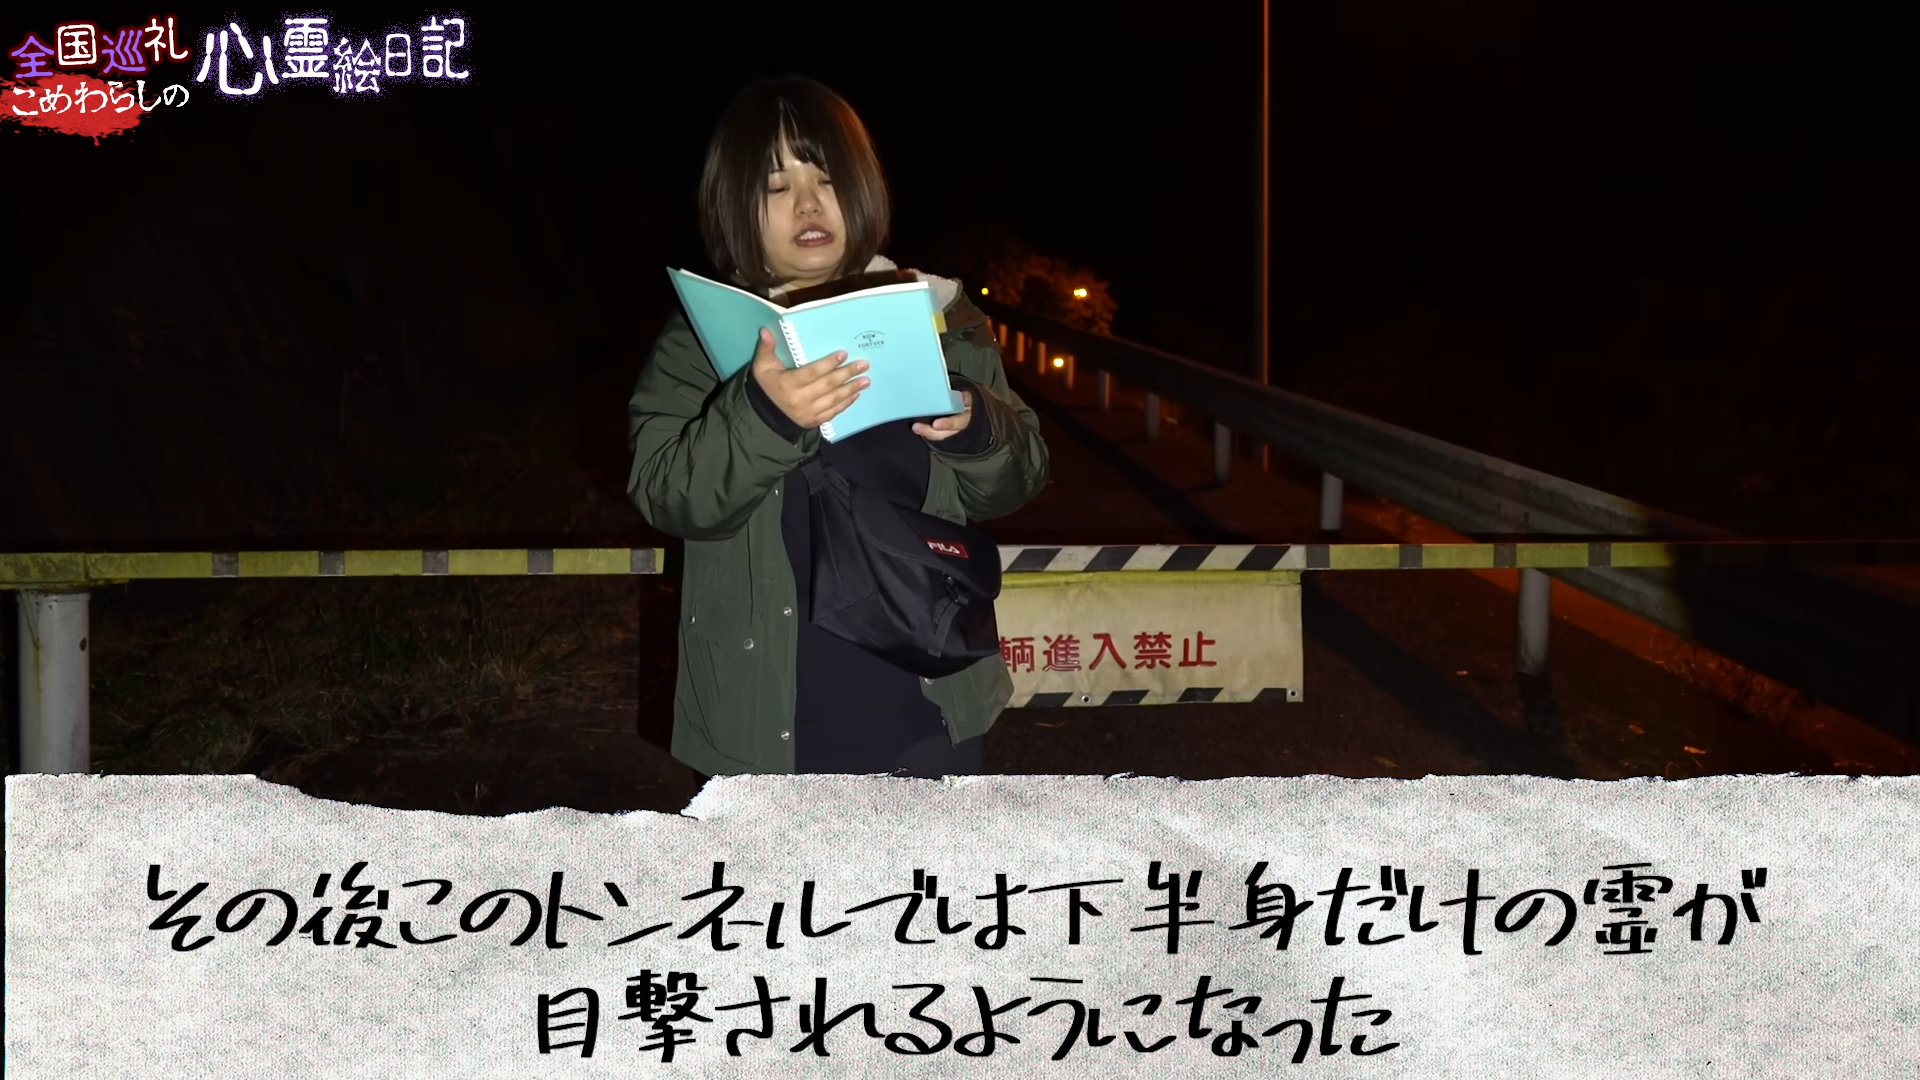 全国巡礼
こめわらしの
心霊絵日記
FOREVER
FILA
輌進入禁止
その後このトンネルでは下半身だけの霊が
目撃されるようになった